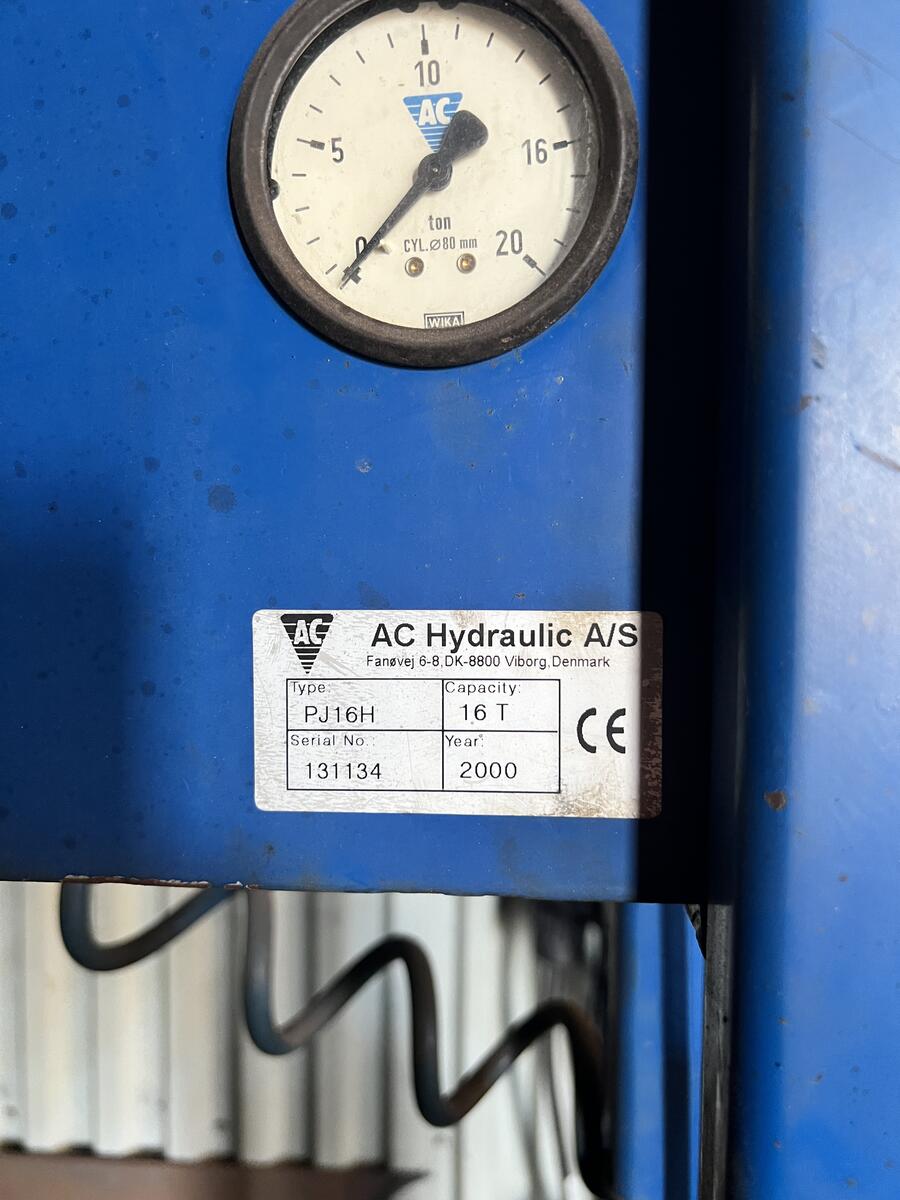 10
AC
5
16
ton
0
CYL.⌀80 mm
20
WIKA
AC
AC Hydraulic A/S
Fanøvej 6-8,DK-8800 Viborg,Denmark
Type: Capacity:
PJ16H 16 T
Serial No.: Year:
131134 2000
CE